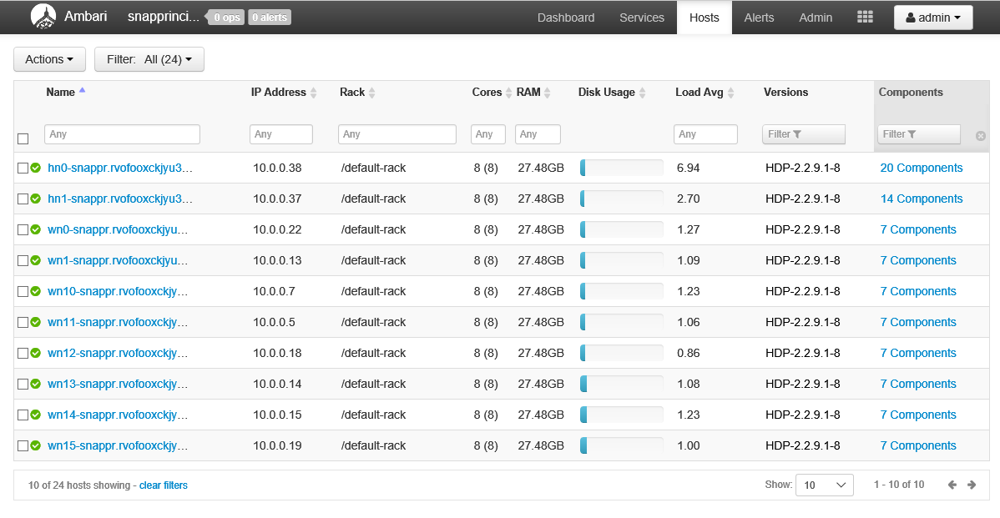 Ambari snapprinci... 0 ops 0 alerts Dashboard Services Hosts Alerts Admin admin
Actions Filter: All (24)
Name IP Address Rack Cores RAM Disk Usage Load Avg Versions Components
Any Any Any Any Any Any Filter Filter
hn0-snappr.rvofooxckjyu3... 10.0.0.38 /default-rack 8 (8) 27.48GB 6.94 HDP-2.2.9.1-8 20 Components
hn1-snappr.rvofooxckjyu3... 10.0.0.37 /default-rack 8 (8) 27.48GB 2.70 HDP-2.2.9.1-8 14 Components
wn0-snappr.rvofooxckjyu... 10.0.0.22 /default-rack 8 (8) 27.48GB 1.27 HDP-2.2.9.1-8 7 Components
wn1-snappr.rvofooxckjyu... 10.0.0.13 /default-rack 8 (8) 27.48GB 1.09 HDP-2.2.9.1-8 7 Components
wn10-snappr.rvofooxckjy... 10.0.0.7 /default-rack 8 (8) 27.48GB 1.23 HDP-2.2.9.1-8 7 Components
wn11-snappr.rvofooxckjy... 10.0.0.5 /default-rack 8 (8) 27.48GB 1.06 HDP-2.2.9.1-8 7 Components
wn12-snappr.rvofooxckjy... 10.0.0.18 /default-rack 8 (8) 27.48GB 0.86 HDP-2.2.9.1-8 7 Components
wn13-snappr.rvofooxckjy... 10.0.0.14 /default-rack 8 (8) 27.48GB 1.08 HDP-2.2.9.1-8 7 Components
wn14-snappr.rvofooxckjy... 10.0.0.15 /default-rack 8 (8) 27.48GB 1.23 HDP-2.2.9.1-8 7 Components
wn15-snappr.rvofooxckjy... 10.0.0.19 /default-rack 8 (8) 27.48GB 1.00 HDP-2.2.9.1-8 7 Components
10 of 24 hosts showing - clear filters Show: 10 1 - 10 of 10